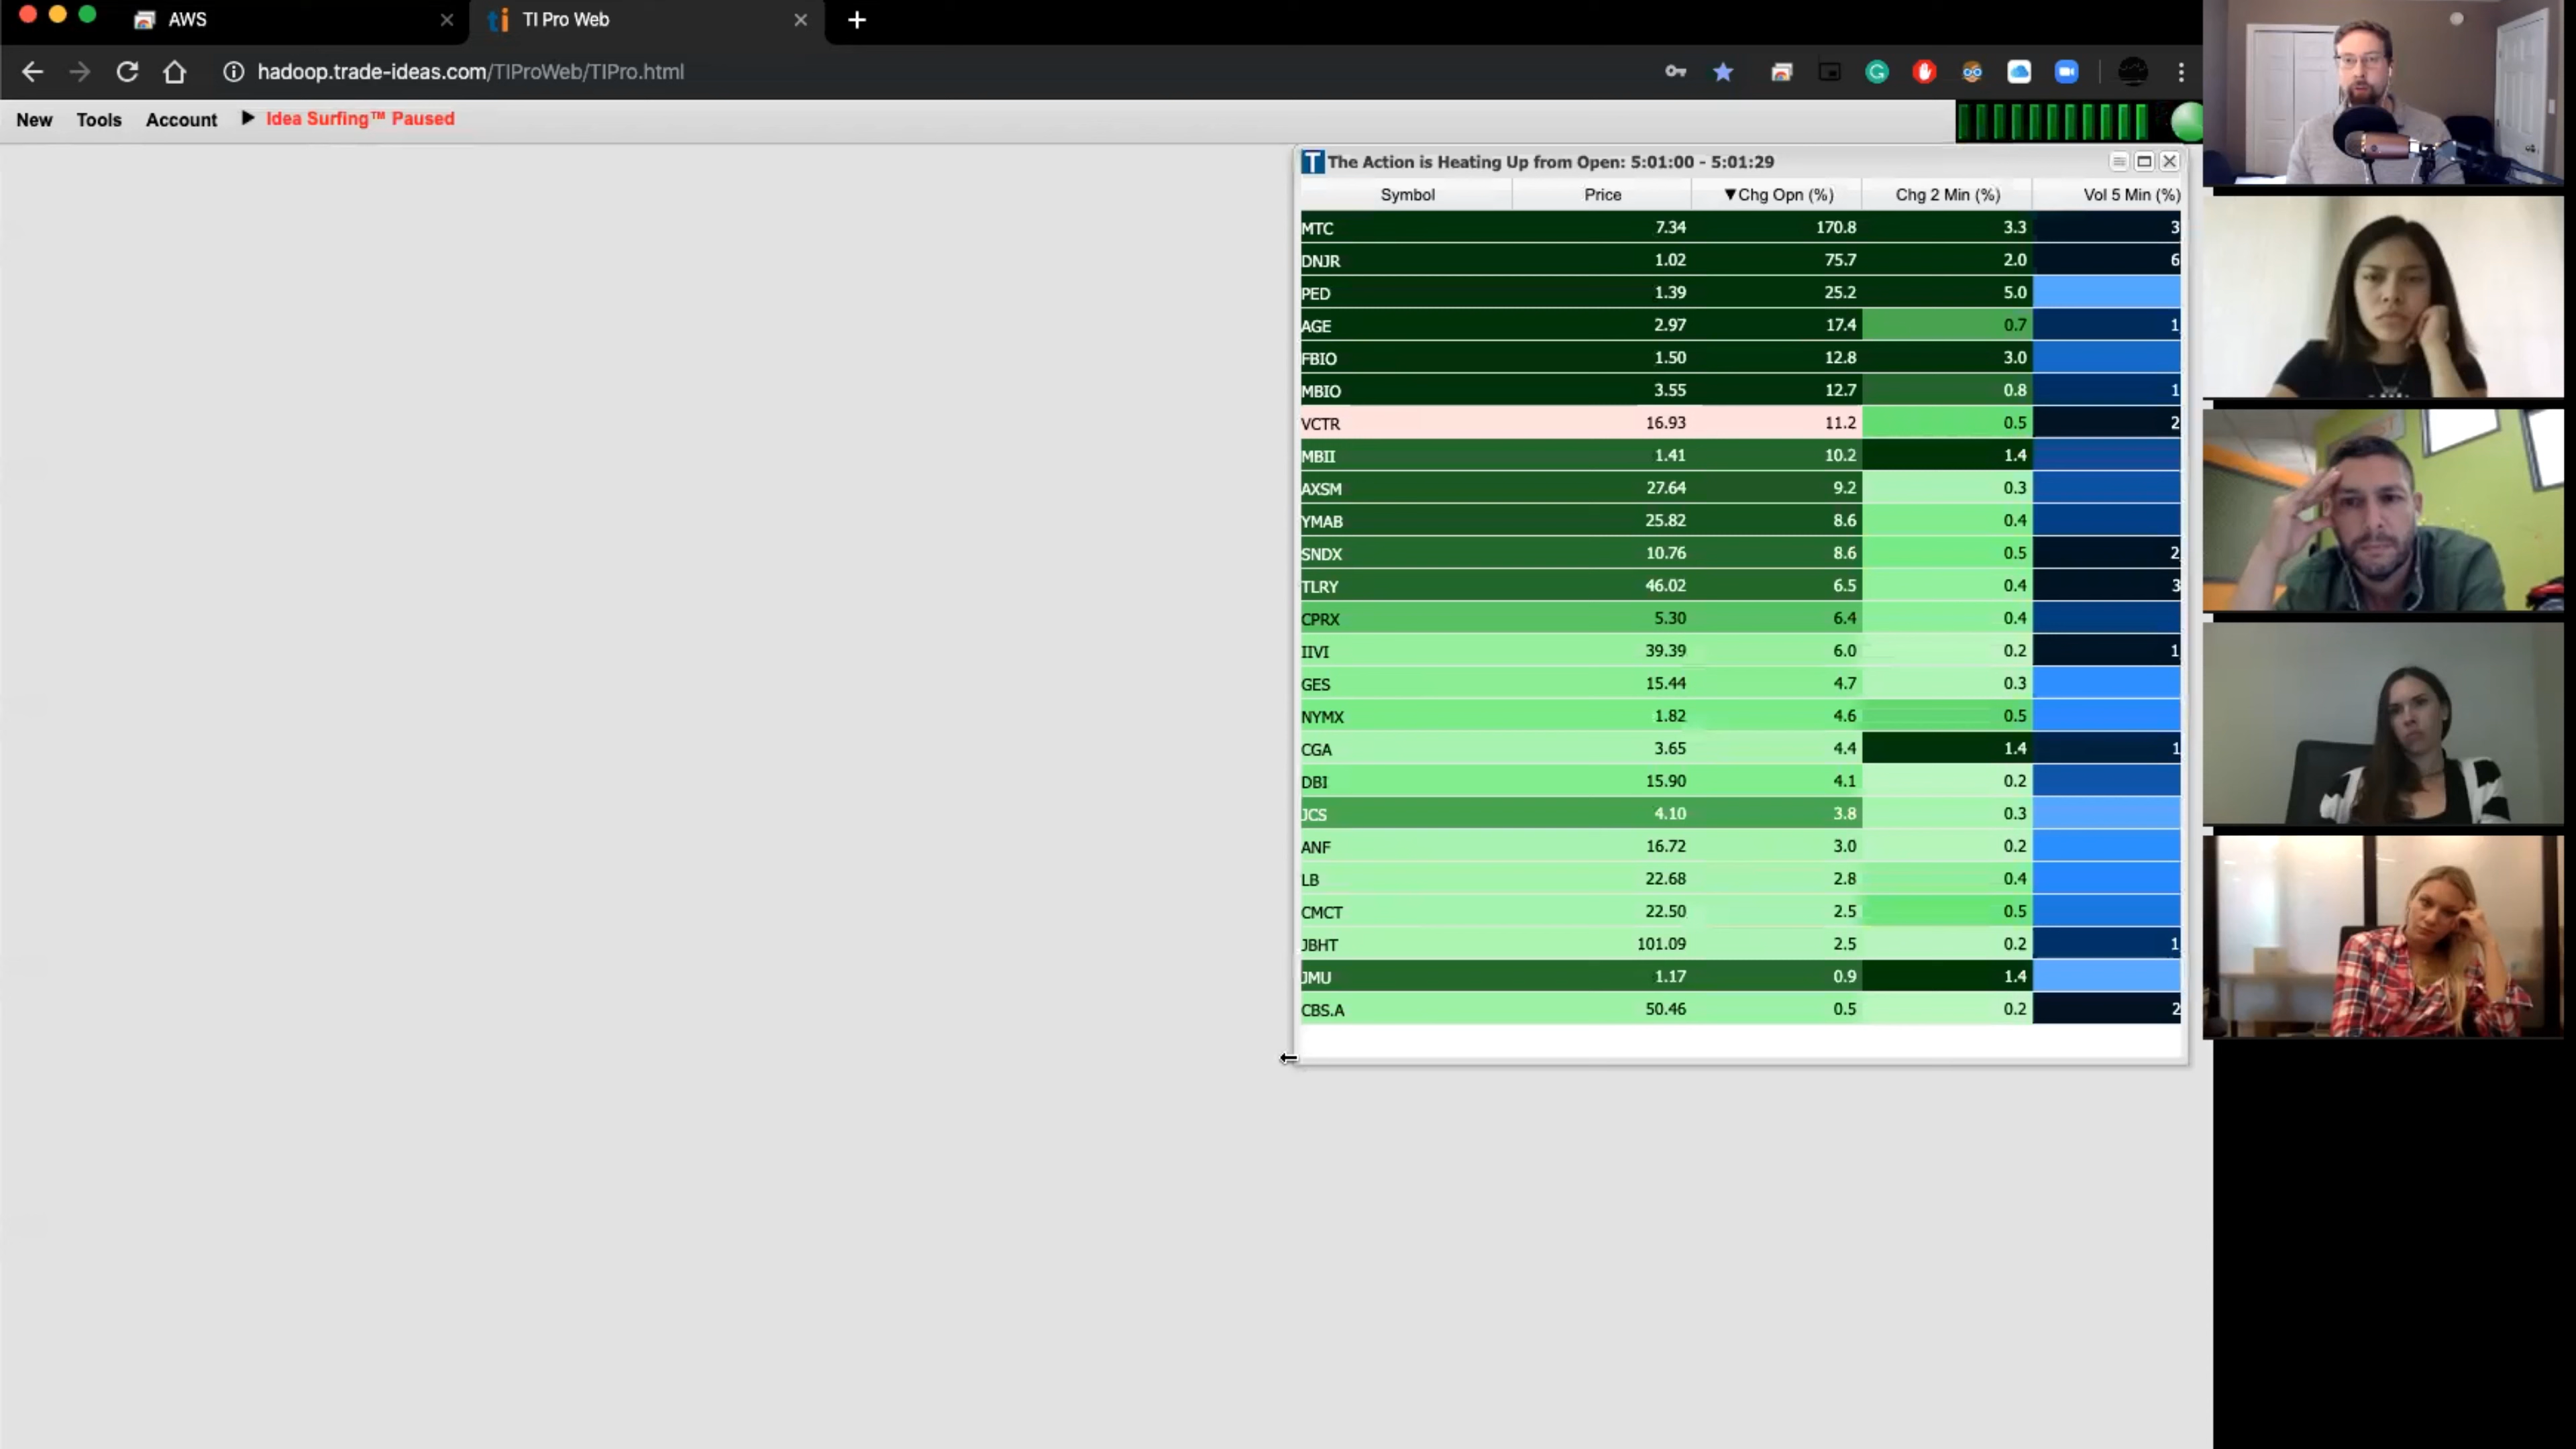 AWS
ti TI Pro Web
hadoop.trade-ideas.com/TIProWeb/TIPro.html
New Tools Account Idea Surfing™ Paused
T The Action is Heating Up from Open: 5:01:00 - 5:01:29
Symbol Price ▼Chg Opn (%) Chg 2 Min (%) Vol 5 Min (%)
MTC 7.34 170.8 3.3 3
DNJR 1.02 75.7 2.0 6
PED 1.39 25.2 5.0
AGE 2.97 17.4 0.7 1
FBIO 1.50 12.8 3.0
MBIO 3.55 12.7 0.8 1
VCTR 16.93 11.2 0.5 2
MBII 1.41 10.2 1.4
AXSM 27.64 9.2 0.3
YMAB 25.82 8.6 0.4
SNDX 10.76 8.6 0.5 2
TLRY 46.02 6.5 0.4 3
CPRX 5.30 6.4 0.4
IIVI 39.39 6.0 0.2 1
GES 15.44 4.7 0.3
NYMX 1.82 4.6 0.5
CGA 3.65 4.4 1.4 1
DBI 15.90 4.1 0.2
JCS 4.10 3.8 0.3
ANF 16.72 3.0 0.2
LB 22.68 2.8 0.4
CMCT 22.50 2.5 0.5
JBHT 101.09 2.5 0.2 1
JMU 1.17 0.9 1.4
CBS.A 50.46 0.5 0.2 2